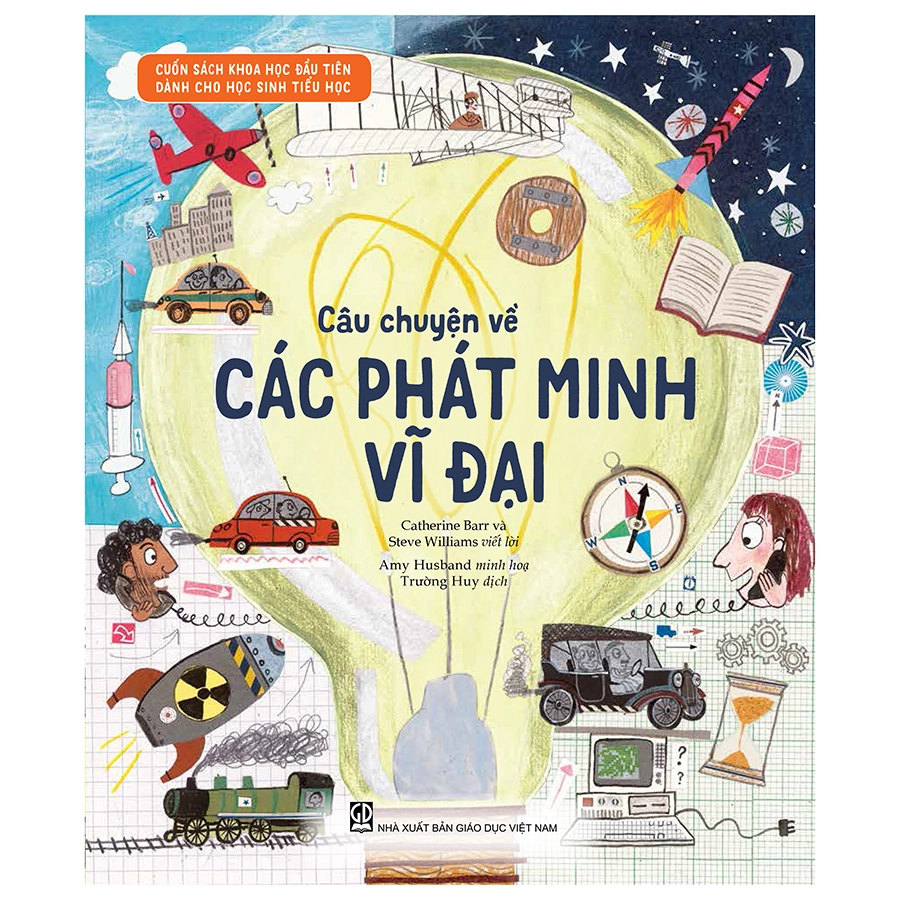 CUỐN SÁCH KHOA HỌC ĐẦU TIÊN
DÀNH CHO HỌC SINH TIỂU HỌC
Câu chuyện về
CÁC PHÁT MINH
VĨ ĐẠI
Catherine Barr và
Steve Williams viết lời
Amy Husband minh hoạ
Trường Huy dịch
N
E
W
S
N
? ?
?
GD
NHÀ XUẤT BẢN GIÁO DỤC VIỆT NAM